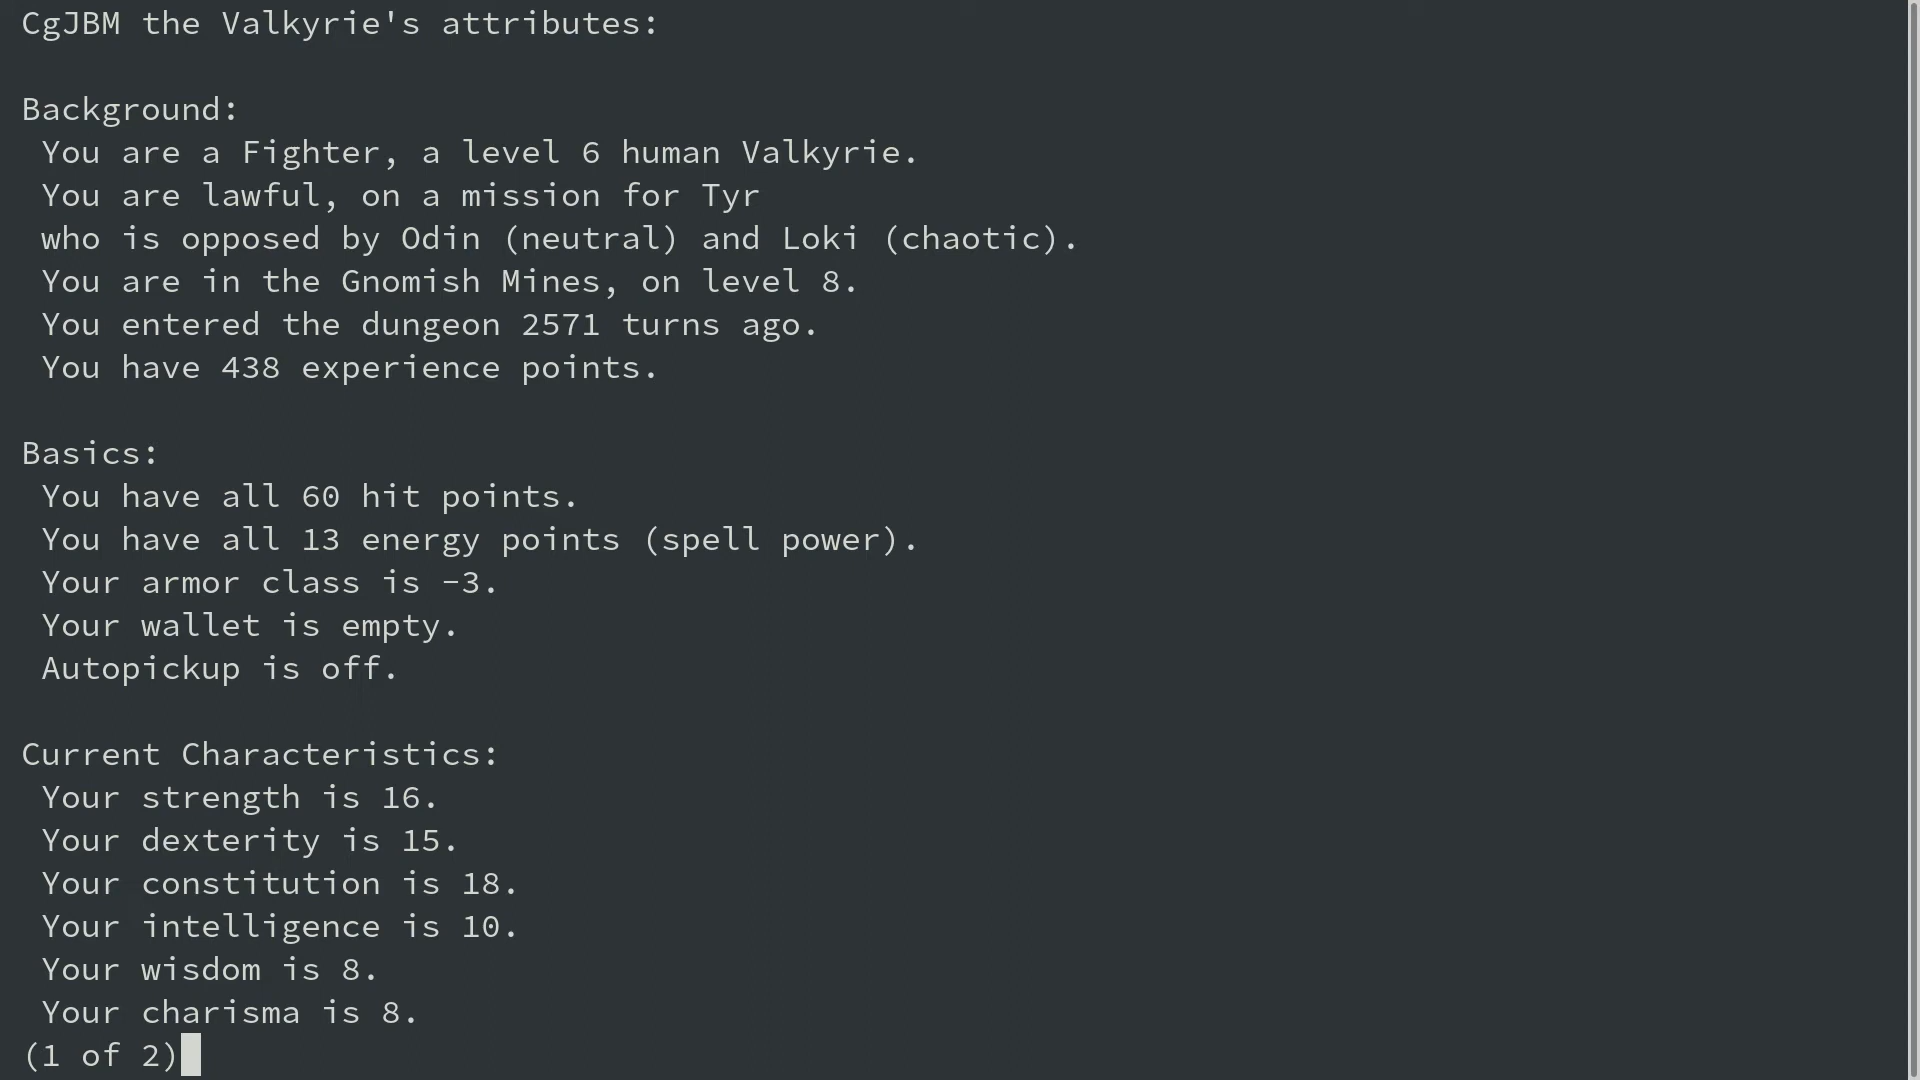 CgJBM the Valkyrie's attributes:
Background:
You are a Fighter, a level 6 human Valkyrie.
You are lawful, on a mission for Tyr
who is opposed by Odin (neutral) and Loki (chaotic).
You are in the Gnomish Mines, on level 8.
You entered the dungeon 2571 turns ago.
You have 438 experience points.
Basics:
You have all 60 hit points.
You have all 13 energy points (spell power).
Your armor class is -3.
Your wallet is empty.
Autopickup is off.
Current Characteristics:
Your strength is 16.
Your dexterity is 15.
Your constitution is 18.
Your intelligence is 10.
Your wisdom is 8.
Your charisma is 8.
(1 of 2)